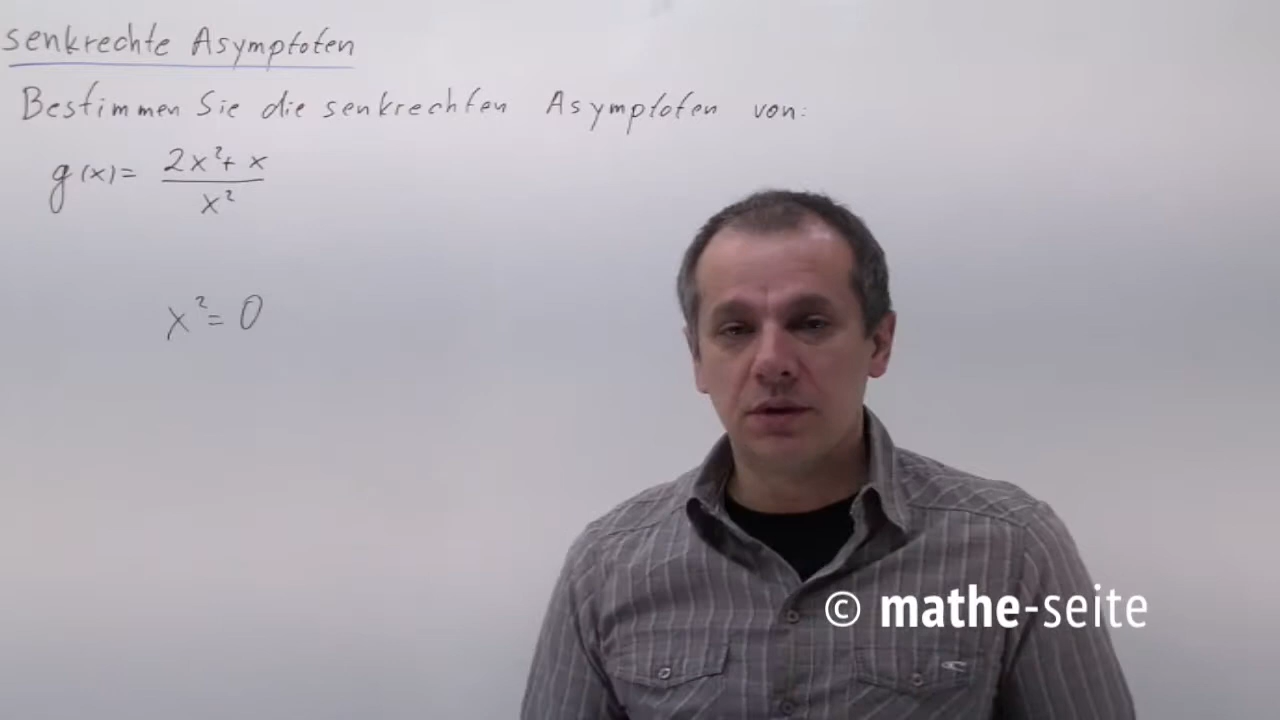 senkrechte Asymptoten
Bestimmen Sie die senkrechten Asymptoten von:
g(x)= (2x²+x)/x²
x²=0
© mathe-seite